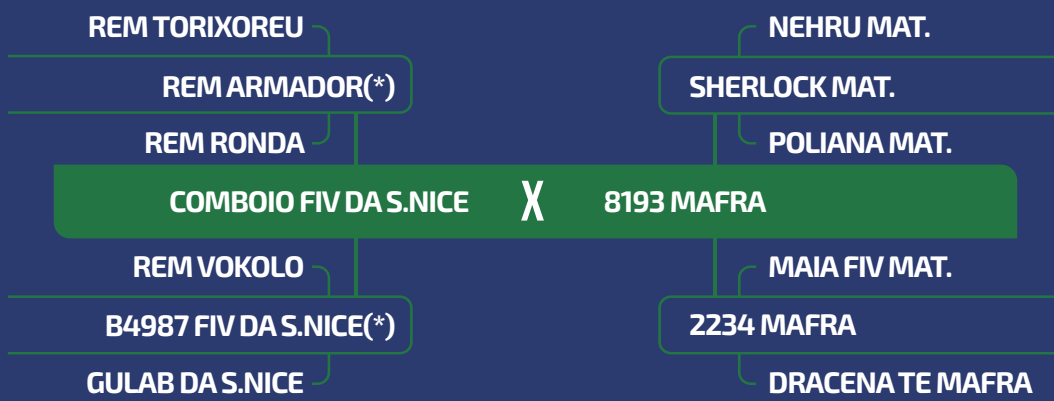 REM TORIXOREU
NEHRU MAT.
REM ARMADOR(*)
SHERLOCK MAT.
REM RONDA
POLIANA MAT.
COMBOIO FIV DA S.NICE X 8193 MAFRA
REM VOKOLO
MAIA FIV MAT.
B4987 FIV DA S.NICE(*)
2234 MAFRA
GULAB DA S.NICE
DRACENA TE MAFRA